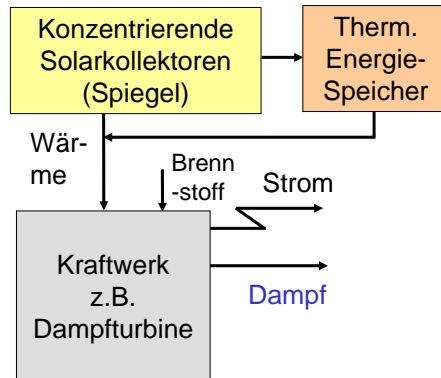 Konzentrierende
Solarkollektoren
(Spiegel)
Therm.
Energie-
Speicher
Wär-
me
Brenn
-stoff
Strom
Kraftwerk
z.B.
Dampfturbine
Dampf